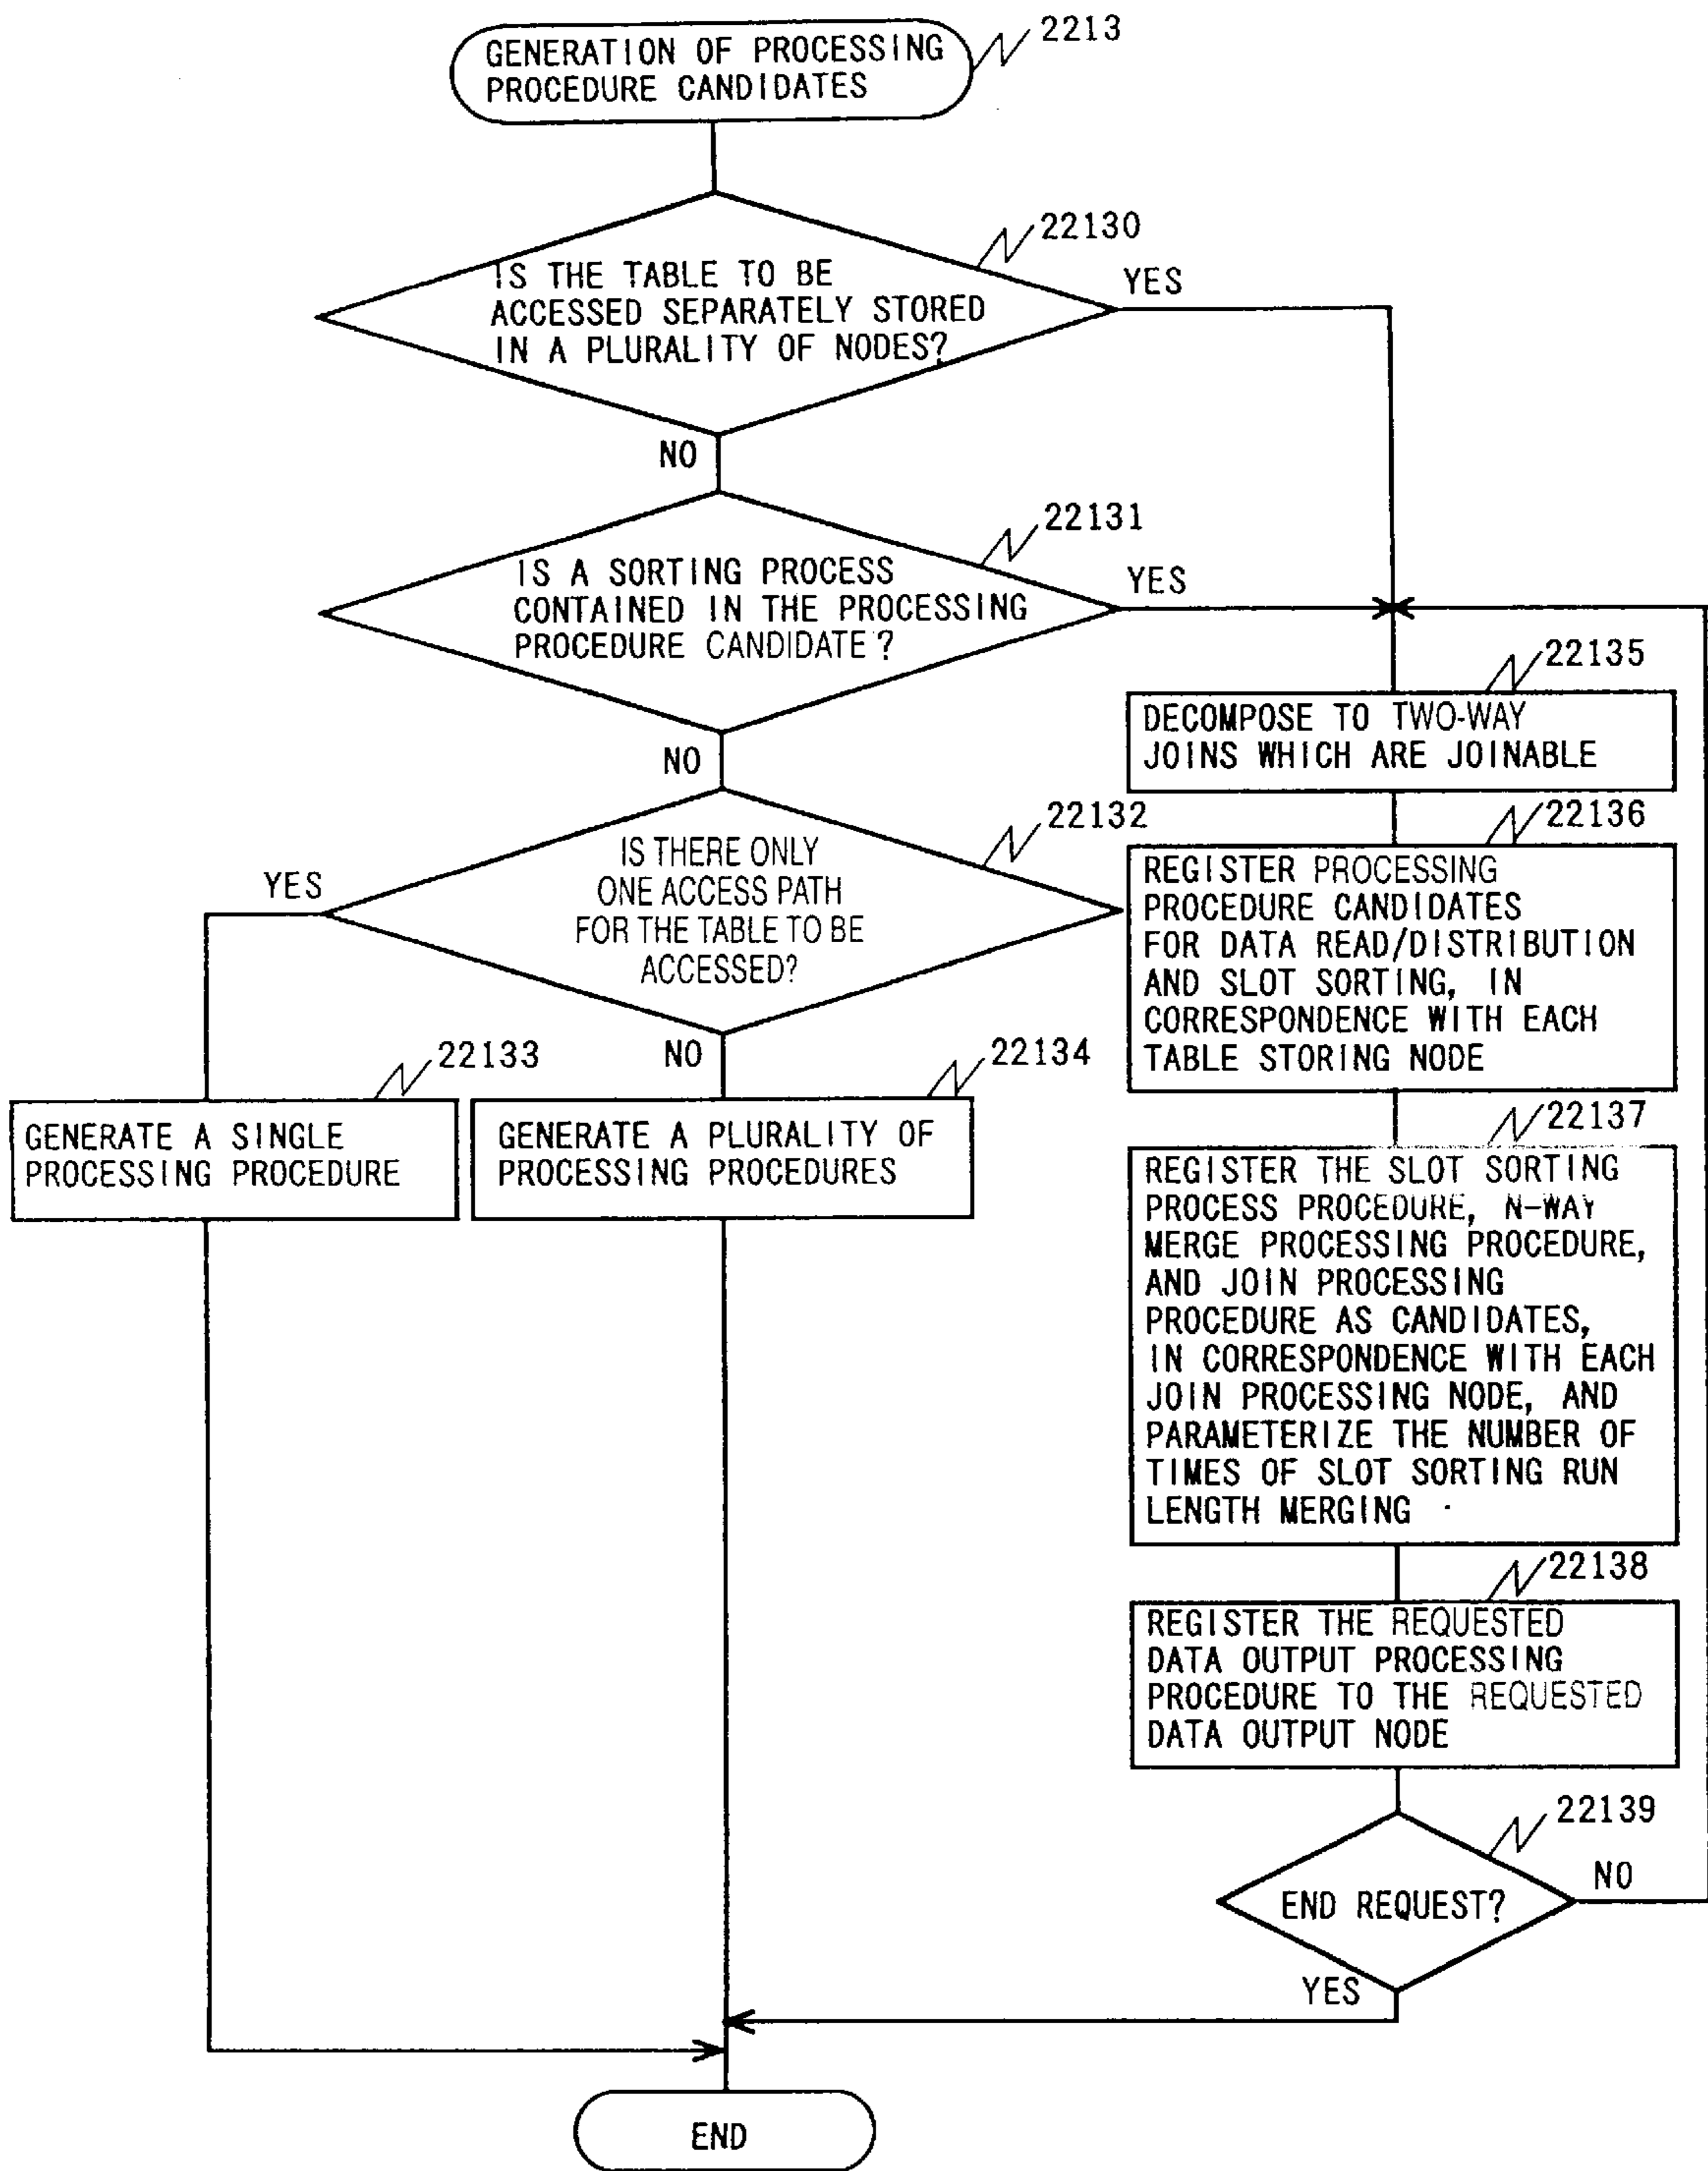 GENERATION OF PROCESSING
PROCEDURE CANDIDATES
2213
22130
IS THE TABLE TO BE
ACCESSED SEPARATELY STORED
IN A PLURALITY OF NODES?
YES
NO
22131
IS A SORTING PROCESS
CONTAINED IN THE PROCESSING
PROCEDURE CANDIDATE?
YES
NO
22132
IS THERE ONLY
ONE ACCESS PATH
FOR THE TABLE TO BE
ACCESSED?
YES
NO
22133
GENERATE A SINGLE
PROCESSING PROCEDURE
22134
GENERATE A PLURALITY OF
PROCESSING PROCEDURES
22135
DECOMPOSE TO TWO-WAY
JOINS WHICH ARE JOINABLE
22136
REGISTER PROCESSING
PROCEDURE CANDIDATES
FOR DATA READ/DISTRIBUTION
AND SLOT SORTING, IN
CORRESPONDENCE WITH EACH
TABLE STORING NODE
22137
REGISTER THE SLOT SORTING
PROCESS PROCEDURE, N-WAY
MERGE PROCESSING PROCEDURE,
AND JOIN PROCESSING
PROCEDURE AS CANDIDATES,
IN CORRESPONDENCE WITH EACH
JOIN PROCESSING NODE, AND
PARAMETERIZE THE NUMBER OF
TIMES OF SLOT SORTING RUN
LENGTH MERGING
22138
REGISTER THE REQUESTED
DATA OUTPUT PROCESSING
PROCEDURE TO THE REQUESTED
DATA OUTPUT NODE
22139
END REQUEST?
NO
YES
END